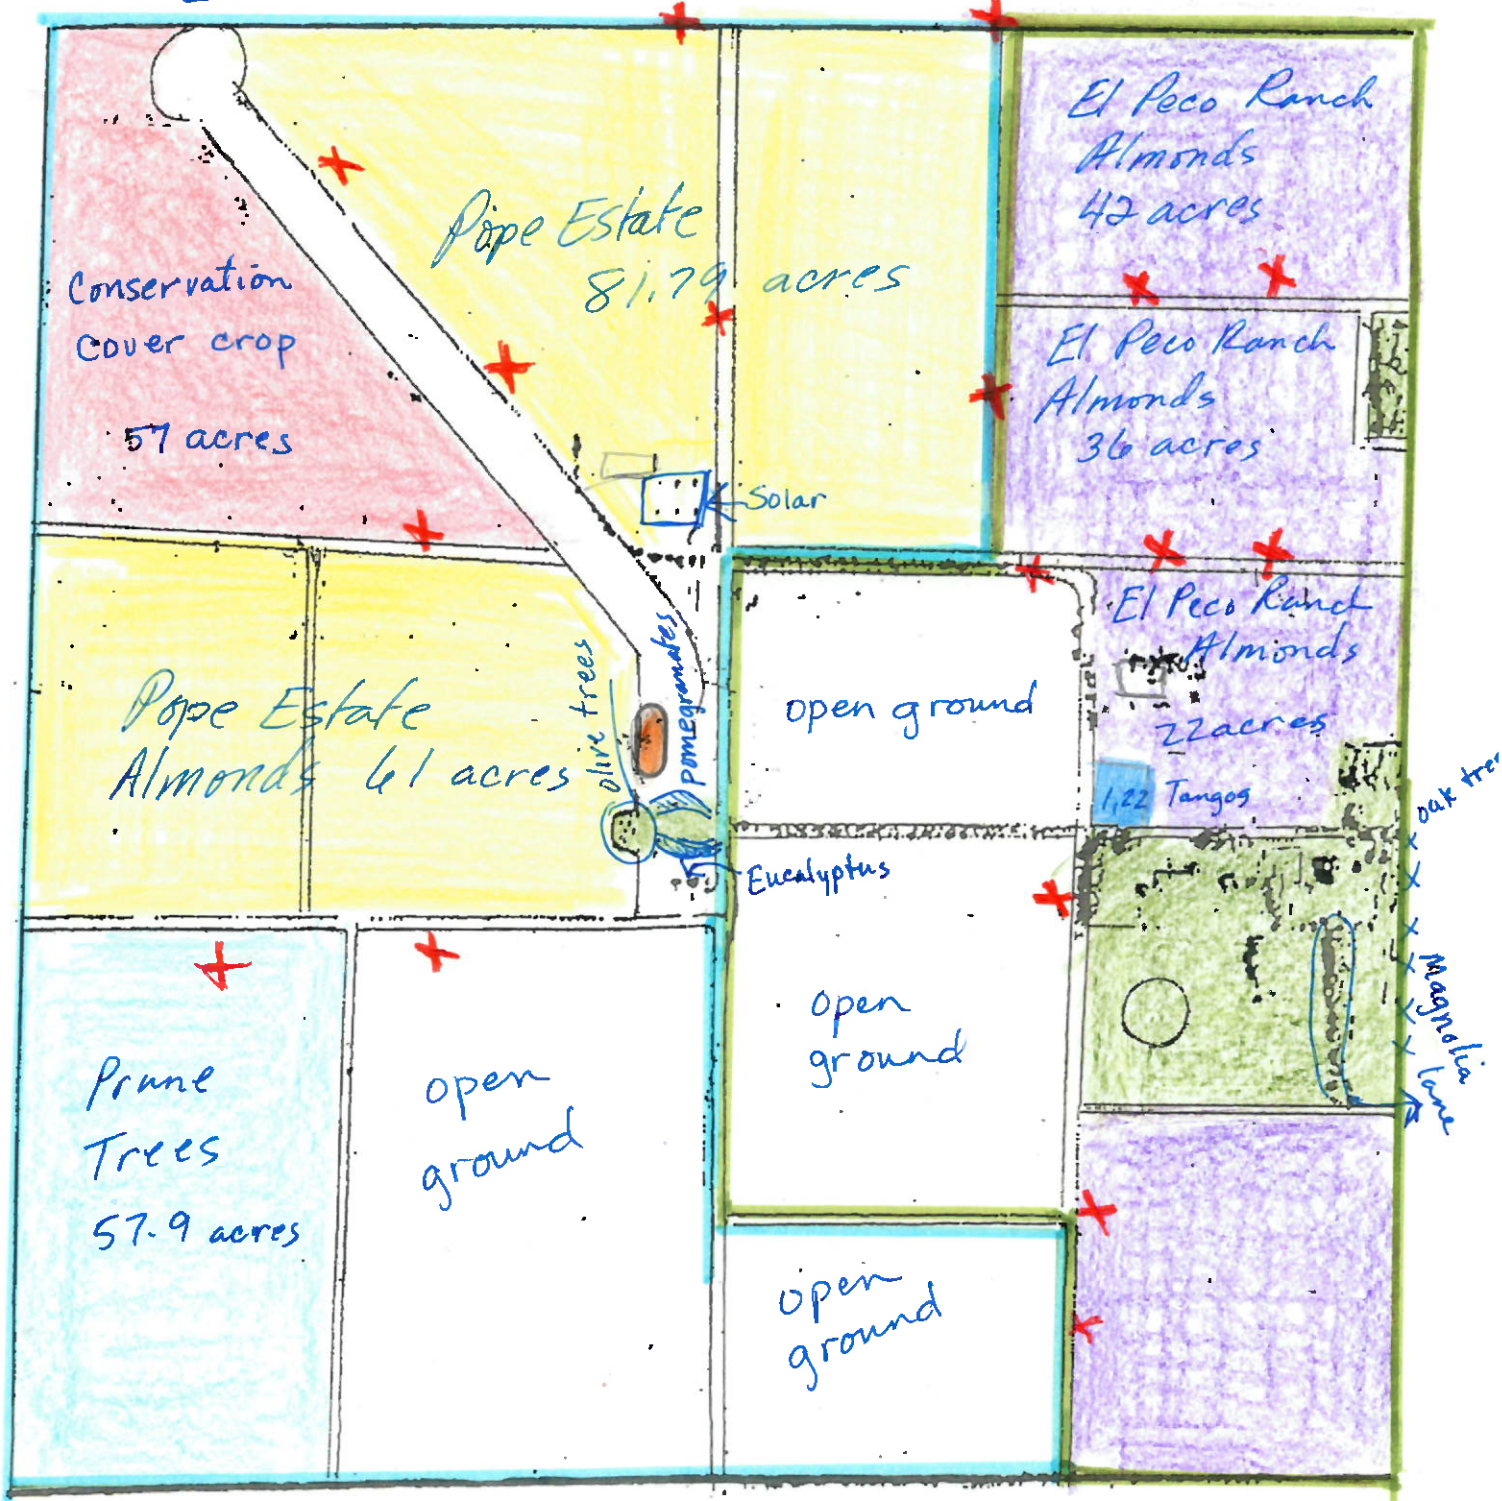 El Peco Ranch
Almonds
42 acres
Pope Estate
81.79 acres
Conservation
cover crop
57 acres
El Peco Ranch
Almonds
36 acres
Solar
El Peco Ranch
Almonds
22 acres
1.22 Tangos
olive trees
pomegranates
open ground
Pope Estate
Almonds 61 acres
Eucalyptus
oak tree
Magnolia
lane
Prune
Trees
57.9 acres
open
ground
open
ground
open
ground